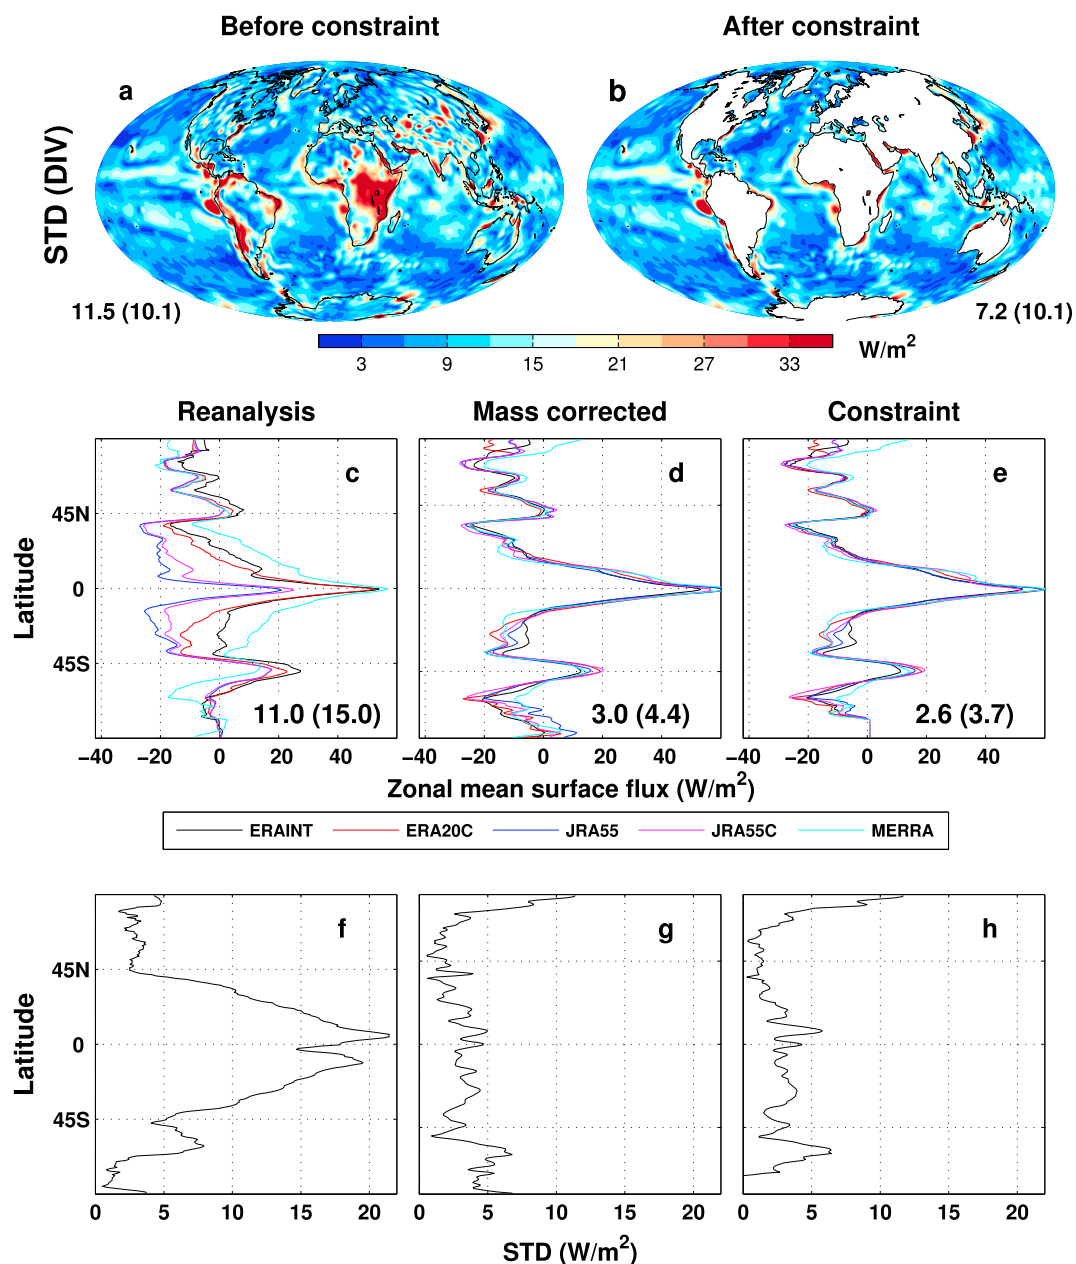 Before constraint
After constraint
a
b
STD (DIV)
11.5 (10.1)
7.2 (10.1)
3 9 15 21 27 33
W/m2
Reanalysis
Mass corrected
Constraint
c
d
e
45N
0
45S
Latitude
11.0 (15.0)
3.0 (4.4)
2.6 (3.7)
−40 −20 0 20 40
−40 −20 0 20 40
−40 −20 0 20 40
Zonal mean surface flux (W/m2)
ERAINT ERA20C JRA55 JRA55C MERRA
f
g
h
45N
0
45S
Latitude
0 5 10 15 20
0 5 10 15 20
0 5 10 15 20
STD (W/m2)